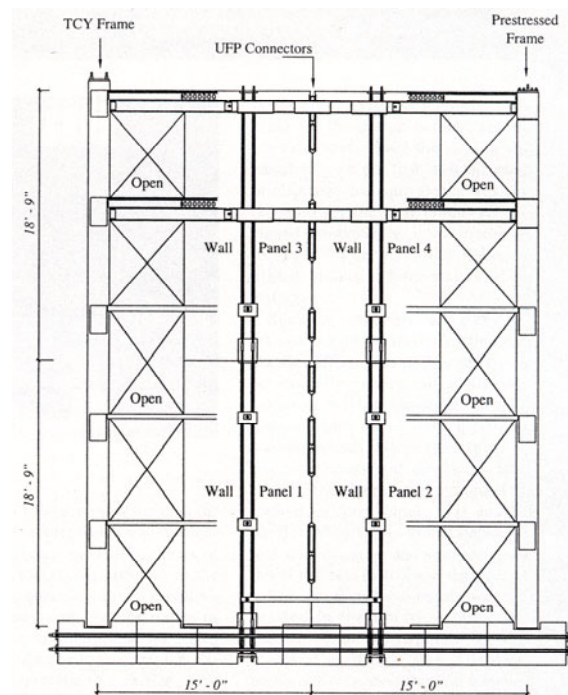 TCY Frame
UFP Connectors
Prestressed
Frame
Open
Open
18' - 9"
Wall Panel 3 Wall Panel 4
Open
Open
18' - 9"
Wall Panel 1 Wall Panel 2
Open
Open
15' - 0" 15' - 0"